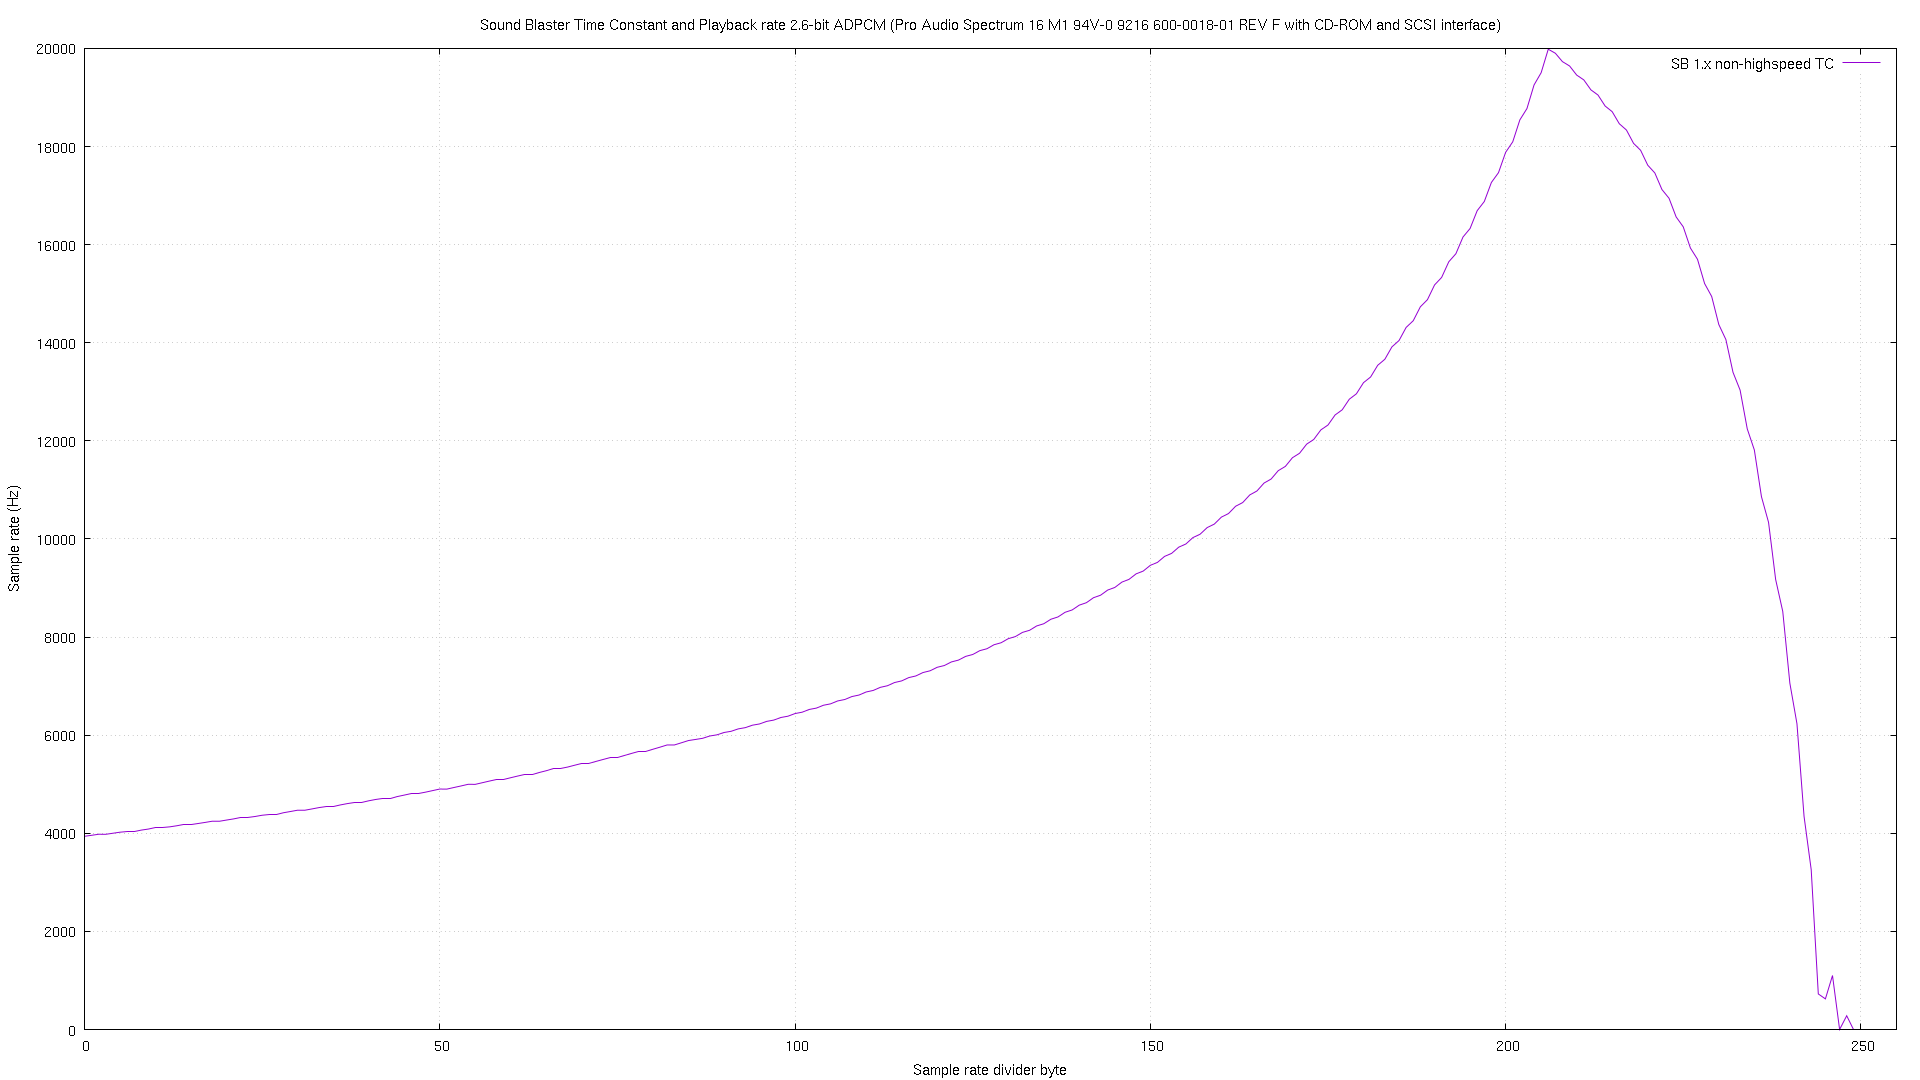 Sound Blaster Time Constant and Playback rate 2.6-bit ADPCM (Pro Audio Spectrum 16 M1 94V-0 9216 600-0018-01 REV F with CD-ROM and SCSI interface)
SB 1.x non-highspeed TC
20000
18000
16000
14000
12000
10000
8000
6000
4000
2000
0
Sample rate (Hz)
0 50 100 150 200 250
Sample rate divider byte